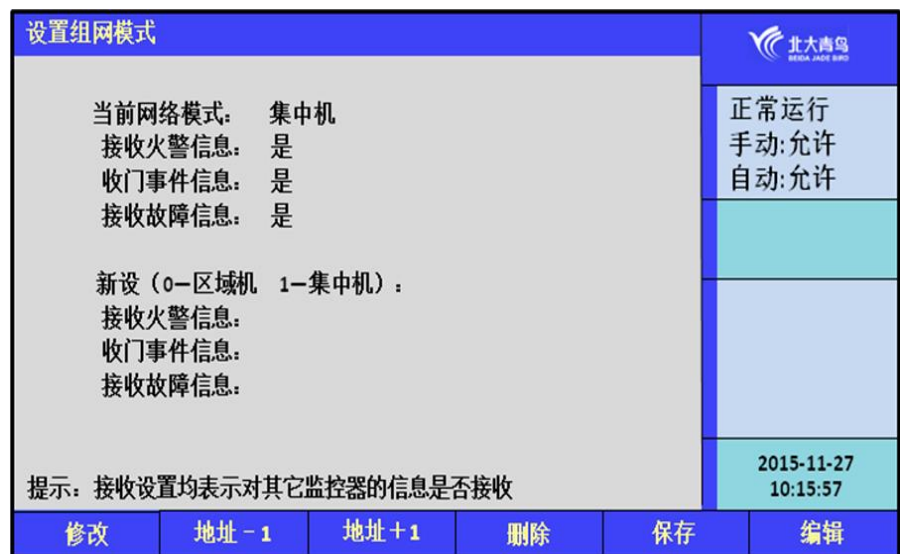 设置组网模式
北大青鸟
BEIDA JADE BIRD
当前网络模式： 集中机
接收火警信息： 是
收门事件信息： 是
接收故障信息： 是
新设（0—区域机 1—集中机）：
接收火警信息：
收门事件信息：
接收故障信息：
提示：接收设置均表示对其它监控器的信息是否接收
正常运行
手动:允许
自动:允许
2015-11-27
10:15:57
修改 地址－1 地址＋1 删除 保存 编辑